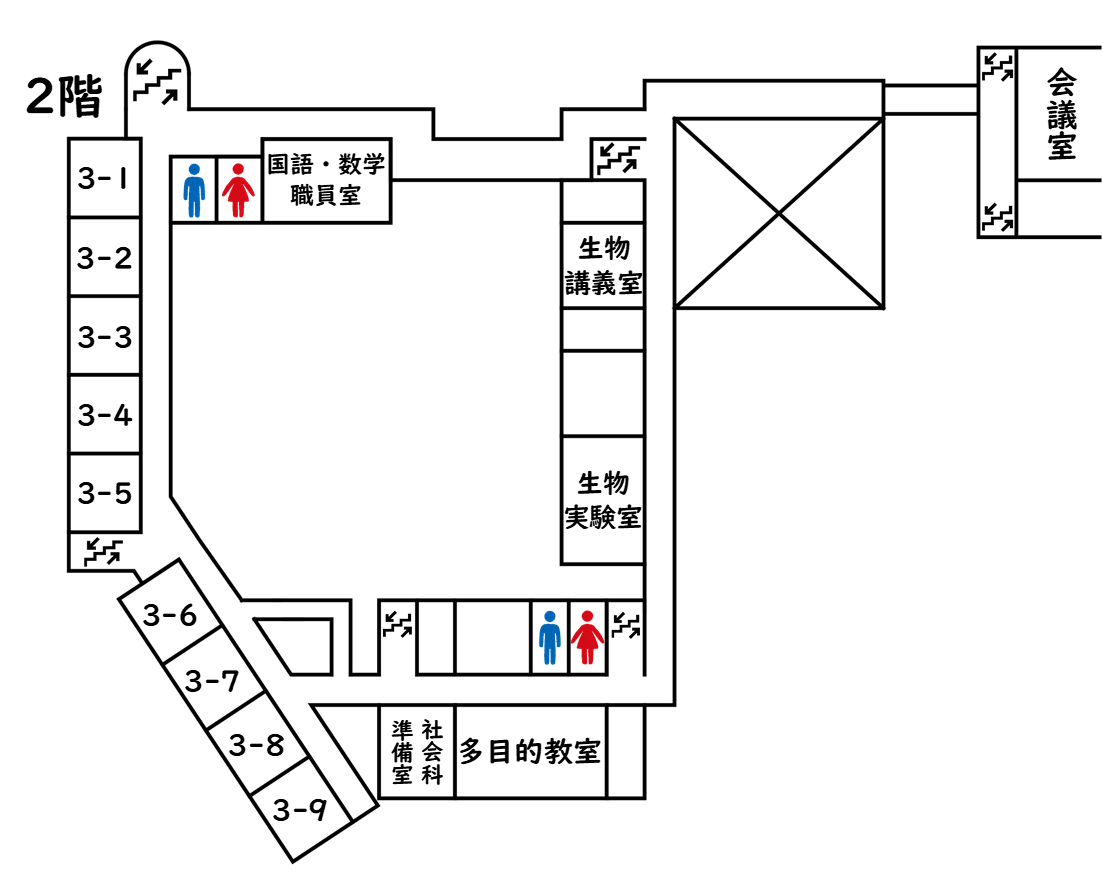 2階
会議室
3-1
国語・数学
職員室
3-2
生物
講義室
3-3
3-4
3-5
生物
実験室
3-6
3-7
3-8
3-9
社会科
準備室
多目的教室